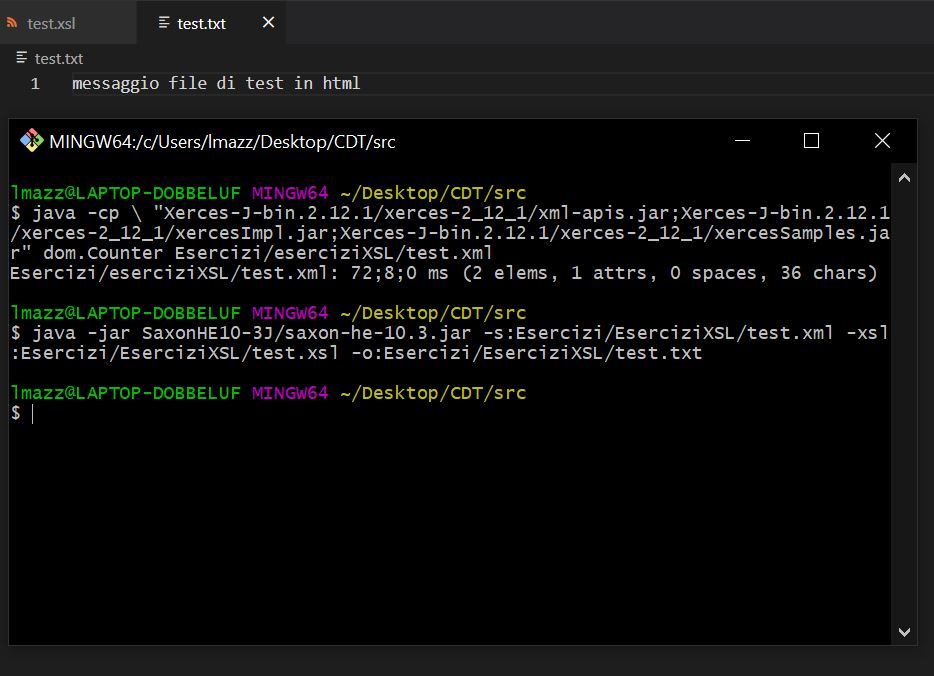 test.xsl
test.txt
test.txt
1 messaggio file di test in html
MINGW64:/c/Users/lmazz/Desktop/CDT/src
lmazz@LAPTOP-DOBBELUF MINGW64 ~/Desktop/CDT/src
$ java -cp \ "Xerces-J-bin.2.12.1/xerces-2_12_1/xml-apis.jar;Xerces-J-bin.2.12.1
/xerces-2_12_1/xercesImpl.jar;Xerces-J-bin.2.12.1/xerces-2_12_1/xercesSamples.ja
r" dom.Counter Esercizi/eserciziXSL/test.xml
Esercizi/eserciziXSL/test.xml: 72;8;0 ms (2 elems, 1 attrs, 0 spaces, 36 chars)
lmazz@LAPTOP-DOBBELUF MINGW64 ~/Desktop/CDT/src
$ java -jar SaxonHE10-3J/saxon-he-10.3.jar -s:Esercizi/EserciziXSL/test.xml -xsl
:Esercizi/EserciziXSL/test.xsl -o:Esercizi/EserciziXSL/test.txt
lmazz@LAPTOP-DOBBELUF MINGW64 ~/Desktop/CDT/src
$